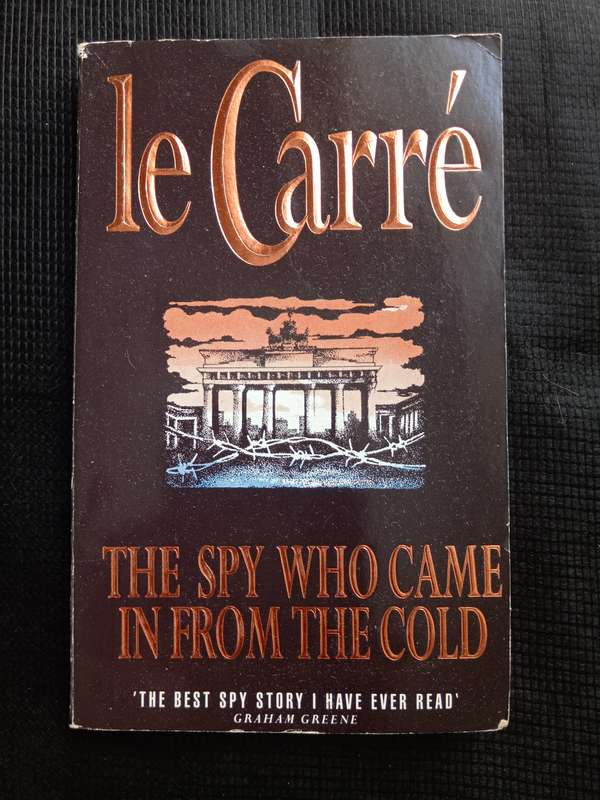 le Carré
THE SPY WHO CAME
IN FROM THE COLD
'THE BEST SPY STORY I HAVE EVER READ'
GRAHAM GREENE